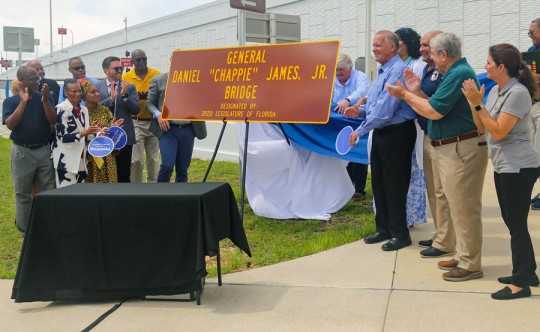 GENERAL
DANIEL "CHAPPIE" JAMES, JR.
BRIDGE
DESIGNATED BY
2020 LEGISLATURE OF FLORIDA